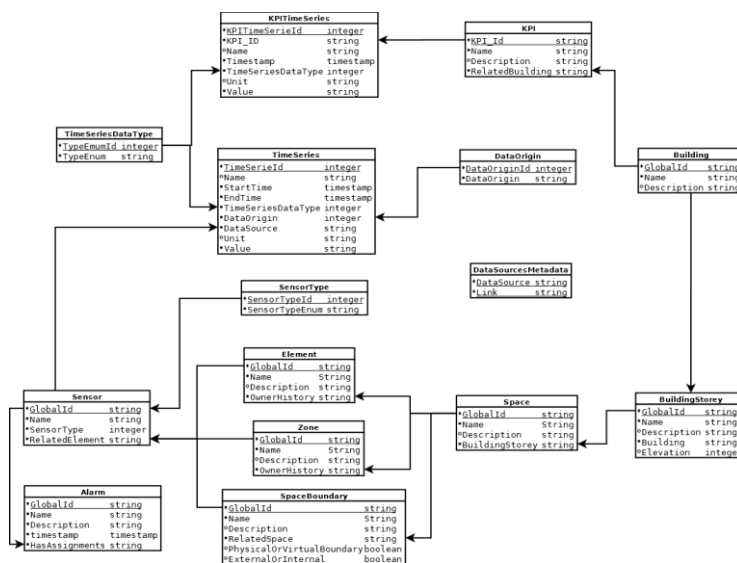 KPITimeSeries
KPITimeSerieId integer
KPI_ID string
Name string
Timestamp timestamp
TimeSeriesDataType integer
Unit string
Value string
KPI
KPI_Id string
Name string
Description string
RelatedBuilding string
TimeSeriesDataType
TypeEmumId integer
TypeEnum string
TimeSeries
TimeSerieId integer
Name string
StartTime timestamp
EndTime timestamp
TimeSeriesDataType integer
DataOrigin integer
DataSource string
Unit string
Value string
DataOrigin
DataOriginId integer
DataOrigin string
Building
GlobalId string
Name string
Description string
DataSourcesMetadata
DataSource string
Link string
SensorType
SensorTypeId integer
SensorTypeEnum string
Element
GlobalId string
Name String
Description string
OwnerHistory string
Sensor
GlobalId string
Name string
SensorType integer
RelatedElement string
Zone
GlobalId String
Name String
Description string
OwnerHistory string
Space
GlobalId string
Name String
Description string
BuildingStorey string
BuildingStorey
GlobalId string
Name string
Description string
Building string
Elevation integer
Alarm
GlobalId string
Name string
Description string
timestamp timestamp
HasAssignments string
SpaceBoundary
GlobalId string
Name String
Description string
RelatedSpace string
PhysicalOrVirtualBoundary boolean
ExternalOrInternal boolean